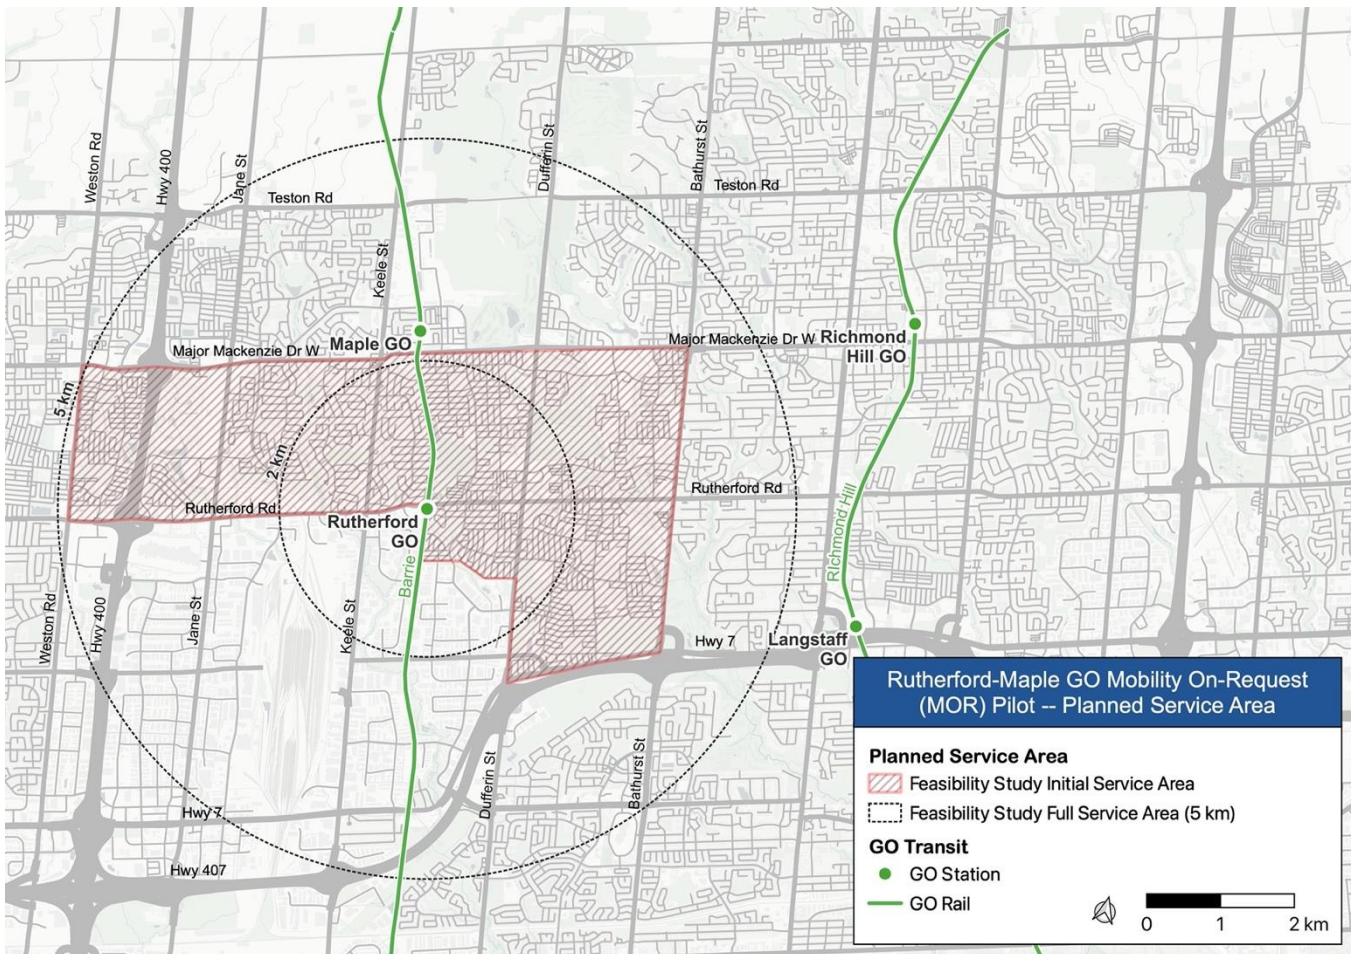 Weston Rd
Hwy 400
Jane St
Teston Rd
Keele St
Dufferin St
Bathurst St
Teston Rd
Major Mackenzie Dr W
Maple GO
Major Mackenzie Dr W
Richmond
Hill GO
5 km
2 km
Rutherford Rd
Rutherford
GO
Rutherford Rd
Barrie
RIchmond Hill
Weston Rd
Hwy 400
Jane St
Keele St
Hwy 7
Langstaff
GO
Dufferin St
Bathurst St
Hwy 7
Hwy 407
Rutherford-Maple GO Mobility On-Request
(MOR) Pilot -- Planned Service Area
Planned Service Area
Feasibility Study Initial Service Area
Feasibility Study Full Service Area (5 km)
GO Transit
GO Station
GO Rail
0 1 2 km